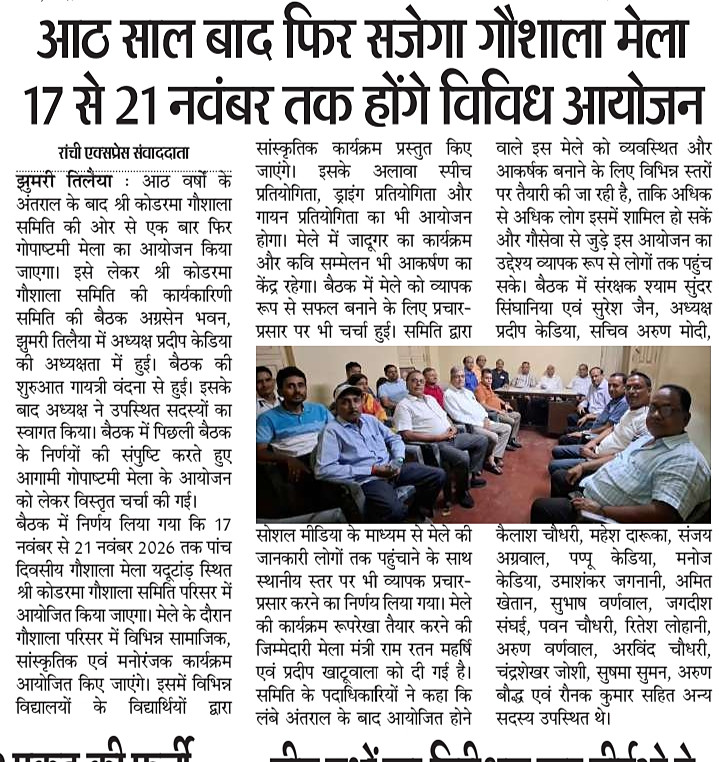 आठ साल बाद फिर सजेगा गौशाला मेला
17 से 21 नवंबर तक होंगे विविध आयोजन
रांची एक्सप्रेस संवाददाता
झुमरी तिलैया : आठ वर्षों के
अंतराल के बाद श्री कोडरमा गौशाला
समिति की ओर से एक बार फिर
गोपाष्टमी मेला का आयोजन किया
जाएगा। इसे लेकर श्री कोडरमा
गौशाला समिति की कार्यकारिणी
समिति की बैठक अग्रसेन भवन,
झुमरी तिलैया में अध्यक्ष प्रदीप केडिया
की अध्यक्षता में हुई। बैठक की
शुरुआत गायत्री वंदना से हुई। इसके
बाद अध्यक्ष ने उपस्थित सदस्यों का
स्वागत किया। बैठक में पिछली बैठक
के निर्णयों की संपुष्टि करते हुए
आगामी गोपाष्टमी मेला के आयोजन
को लेकर विस्तृत चर्चा की गई।
बैठक में निर्णय लिया गया कि 17
नवंबर से 21 नवंबर 2026 तक पांच
दिवसीय गौशाला मेला यदूटांड़ स्थित
श्री कोडरमा गौशाला समिति परिसर में
आयोजित किया जाएगा। मेले के दौरान
गौशाला परिसर में विभिन्न सामाजिक,
सांस्कृतिक एवं मनोरंजक कार्यक्रम
आयोजित किए जाएंगे। इसमें विभिन्न
विद्यालयों के विद्यार्थियों द्वारा
सांस्कृतिक कार्यक्रम प्रस्तुत किए
जाएंगे। इसके अलावा स्पीच
प्रतियोगिता, ड्राइंग प्रतियोगिता और
गायन प्रतियोगिता का भी आयोजन
होगा। मेले में जादूगर का कार्यक्रम
और कवि सम्मेलन भी आकर्षण का
केंद्र रहेगा। बैठक में मेले को व्यापक
रूप से सफल बनाने के लिए प्रचार-
प्रसार पर भी चर्चा हुई। समिति द्वारा
सोशल मीडिया के माध्यम से मेले की
जानकारी लोगों तक पहुंचाने के साथ
स्थानीय स्तर पर भी व्यापक प्रचार-
प्रसार करने का निर्णय लिया गया। मेले
की कार्यक्रम रूपरेखा तैयार करने की
जिम्मेदारी मेला मंत्री राम रतन महर्षि
एवं प्रदीप खाटूवाला को दी गई है।
समिति के पदाधिकारियों ने कहा कि
लंबे अंतराल के बाद आयोजित होने
वाले इस मेले को व्यवस्थित और
आकर्षक बनाने के लिए विभिन्न स्तरों
पर तैयारी की जा रही है, ताकि अधिक
से अधिक लोग इसमें शामिल हो सकें
और गौसेवा से जुड़े इस आयोजन का
उद्देश्य व्यापक रूप से लोगों तक पहुंच
सके। बैठक में संरक्षक श्याम सुंदर
सिंघानिया एवं सुरेश जैन, अध्यक्ष
प्रदीप केडिया, सचिव अरुण मोदी,
कैलाश चौधरी, महेश दारूका, संजय
अग्रवाल, पप्पू केडिया, मनोज
केडिया, उमाशंकर जगनानी, अमित
खेतान, सुभाष वर्णवाल, जगदीश
संघई, पवन चौधरी, रितेश लोहानी,
अरुण वर्णवाल, अरविंद चौधरी,
चंद्रशेखर जोशी, सुषमा सुमन, अरुण
बौद्ध एवं रौनक कुमार सहित अन्य
सदस्य उपस्थित थे।